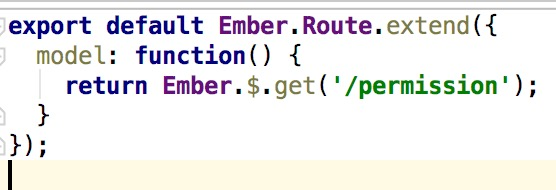 export default Ember.Route.extend({
  model: function() {
    return Ember.$.get('/permission');
  }
});